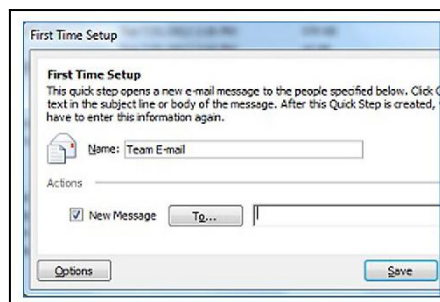 First Time Setup
First Time Setup
This quick step opens a new e-mail message to the people specified below. Click
text in the subject line or body of the message. After this Quick Step is created,
have to enter this information again.
Name: Team E-mail
Actions
New Message To...
Options Save